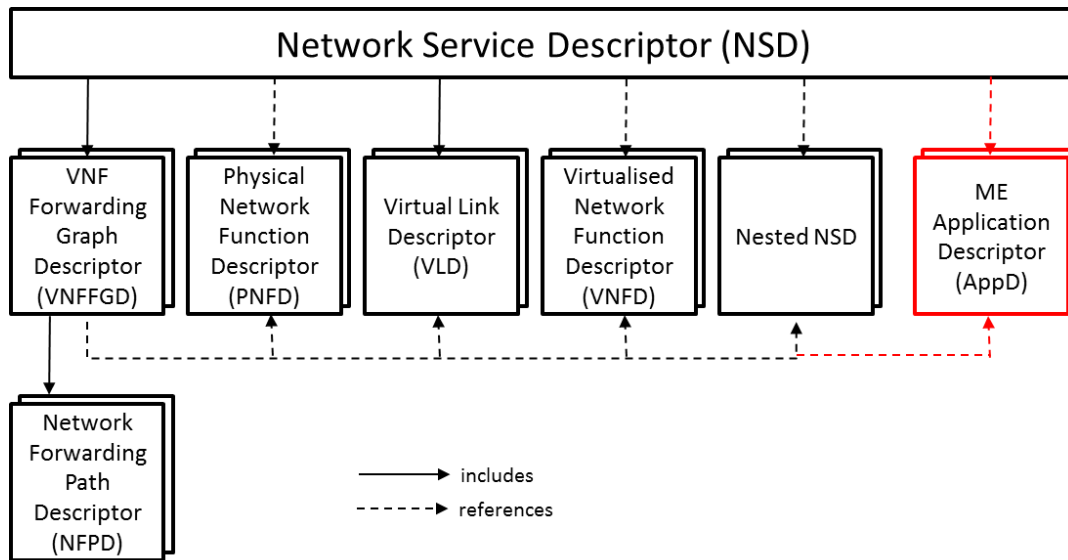 Network Service Descriptor (NSD)
VNF
Forwarding
Graph
Descriptor
(VNFFGD)
Physical
Network
Function
Descriptor
(PNFD)
Virtual Link
Descriptor
(VLD)
Virtualised
Network
Function
Descriptor
(VNFD)
Nested NSD
ME
Application
Descriptor
(AppD)
Network
Forwarding
Path
Descriptor
(NFPD)
includes
references